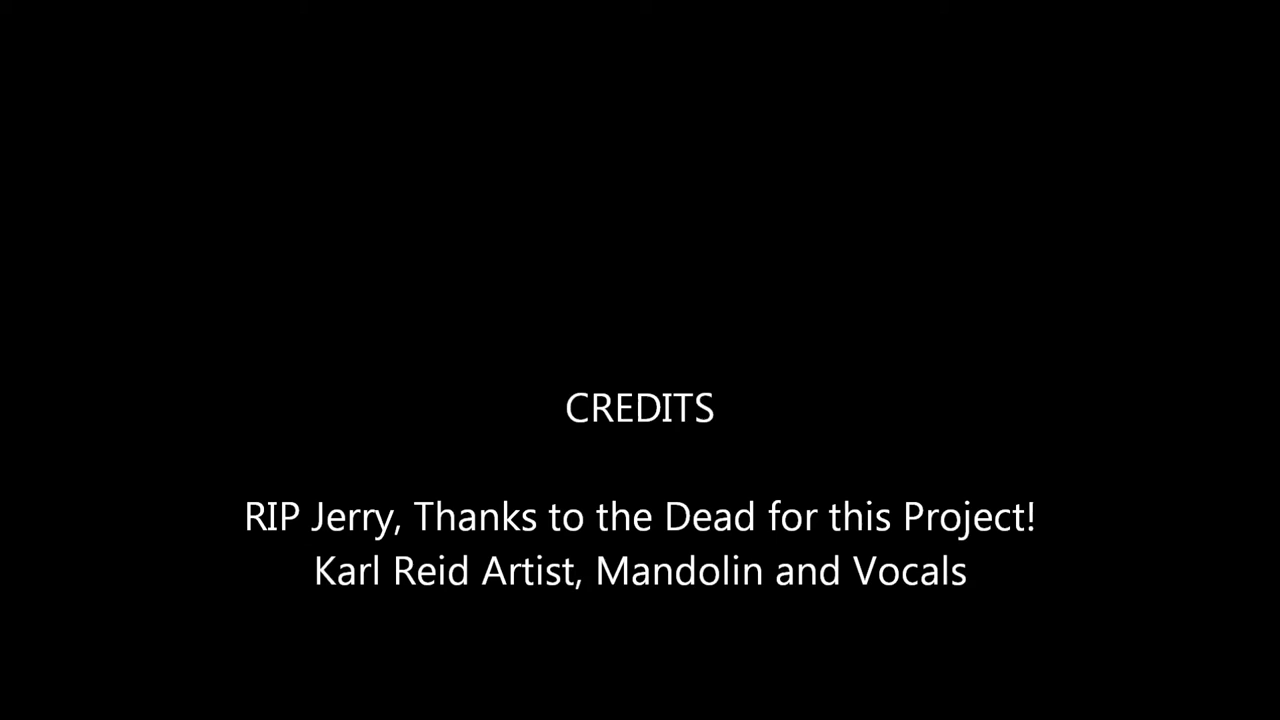 CREDITS
RIP Jerry, Thanks to the Dead for this Project!
Karl Reid Artist, Mandolin and Vocals